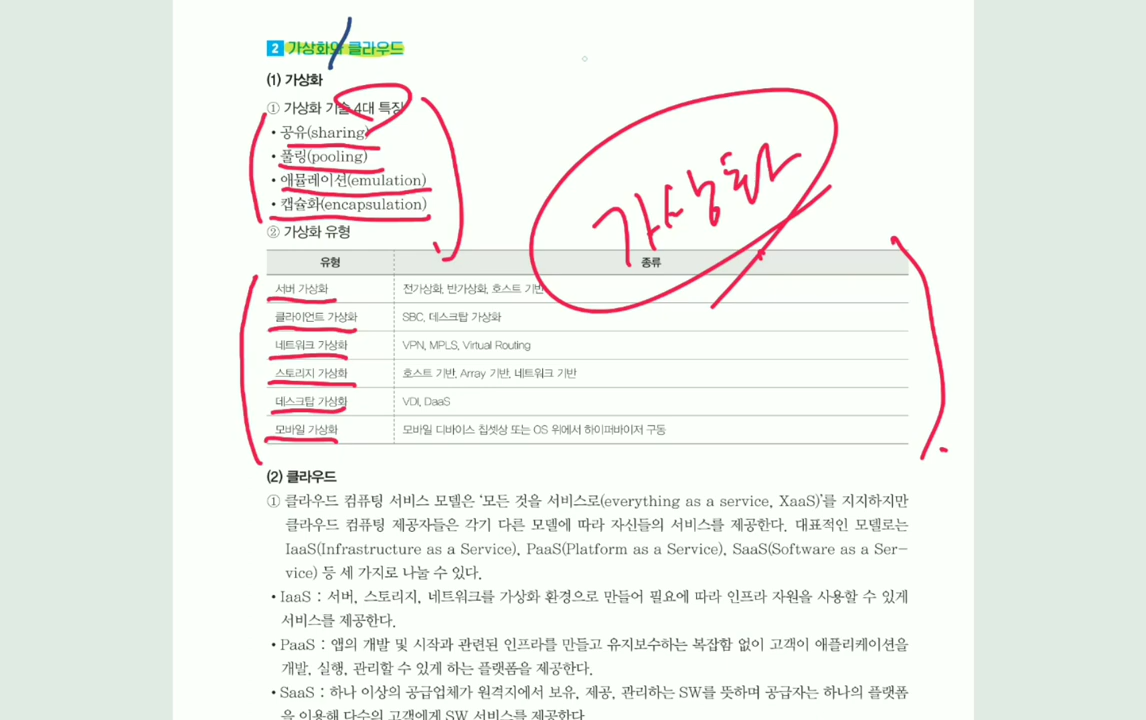 2 가상화와 클라우드
(1) 가상화
① 가상화 기술 4대 특징
• 공유(sharing)
• 풀링(pooling)
• 애뮬레이션(emulation)
• 캡슐화(encapsulation)
가상화
② 가상화 유형
유형 종류
서버 가상화 전가상화, 반가상화, 호스트 기반
클라이언트 가상화 SBC, 데스크탑 가상화
네트워크 가상화 VPN, MPLS, Virtual Routing
스토리지 가상화 호스트 기반, Array 기반, 네트워크 기반
데스크탑 가상화 VDI, DaaS
모바일 가상화 모바일 디바이스 칩셋상 또는 OS 위에서 하이퍼바이저 구동
(2) 클라우드
① 클라우드 컴퓨팅 서비스 모델은 ‘모든 것을 서비스로(everything as a service, XaaS)’를 지지하지만
클라우드 컴퓨팅 제공자들은 각기 다른 모델에 따라 자신들의 서비스를 제공한다. 대표적인 모델로는
IaaS(Infrastructure as a Service), PaaS(Platform as a Service), SaaS(Software as a Ser-
vice) 등 세 가지로 나눌 수 있다.
• IaaS : 서버, 스토리지, 네트워크를 가상화 환경으로 만들어 필요에 따라 인프라 자원을 사용할 수 있게
서비스를 제공한다.
• PaaS : 앱의 개발 및 시작과 관련된 인프라를 만들고 유지보수하는 복잡함 없이 고객이 애플리케이션을
개발, 실행, 관리할 수 있게 하는 플랫폼을 제공한다.
• SaaS : 하나 이상의 공급업체가 원격지에서 보유, 제공, 관리하는 SW를 뜻하며 공급자는 하나의 플랫폼
을 이용해 다수의 고객에게 SW 서비스를 제공한다